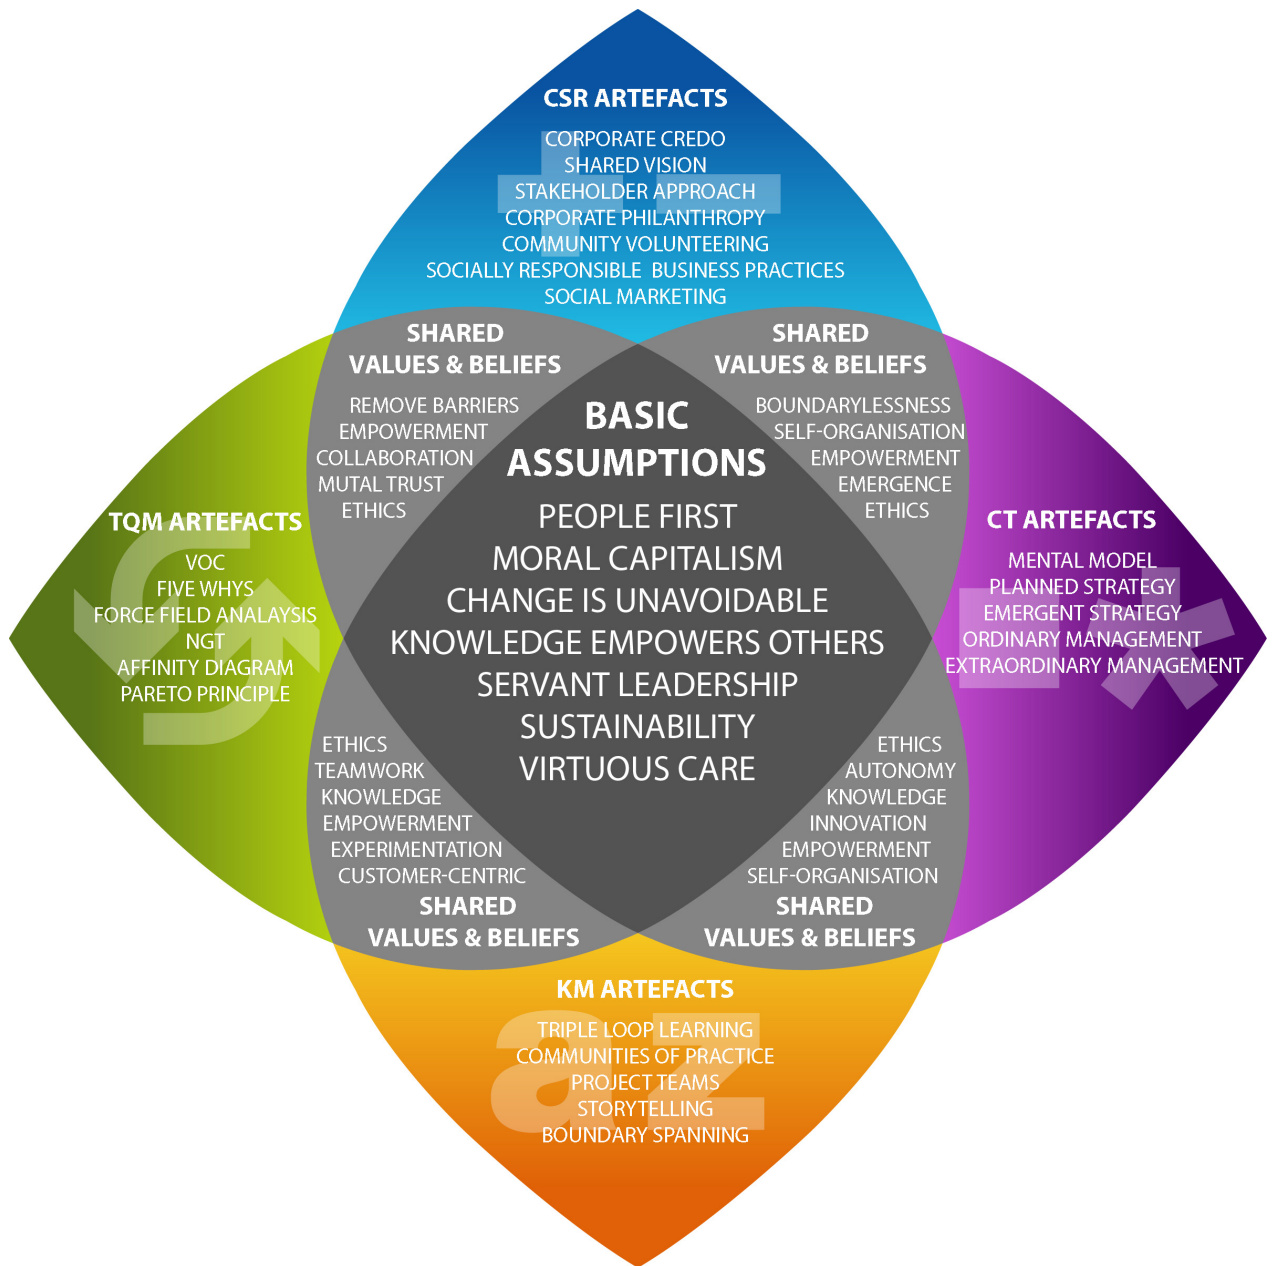 CSR ARTEFACTS
CORPORATE CREDO
SHARED VISION
STAKEHOLDER APPROACH
CORPORATE PHILANTHROPY
COMMUNITY VOLUNTEERING
SOCIALLY RESPONSIBLE BUSINESS PRACTICES
SOCIAL MARKETING
+-
SHARED
VALUES & BELIEFS
REMOVE BARRIERS
EMPOWERMENT
COLLABORATION
MUTAL TRUST
ETHICS
SHARED
VALUES & BELIEFS
BOUNDARYLESSNESS
SELF-ORGANISATION
EMPOWERMENT
EMERGENCE
ETHICS
BASIC
ASSUMPTIONS
PEOPLE FIRST
MORAL CAPITALISM
CHANGE IS UNAVOIDABLE
KNOWLEDGE EMPOWERS OTHERS
SERVANT LEADERSHIP
SUSTAINABILITY
VIRTUOUS CARE
TQM ARTEFACTS
VOC
FIVE WHYS
FORCE FIELD ANALAYSIS
NGT
AFFINITY DIAGRAM
PARETO PRINCIPLE
CT ARTEFACTS
MENTAL MODEL
PLANNED STRATEGY
EMERGENT STRATEGY
ORDINARY MANAGEMENT
EXTRAORDINARY MANAGEMENT
.*
ETHICS
TEAMWORK
KNOWLEDGE
EMPOWERMENT
EXPERIMENTATION
CUSTOMER-CENTRIC
SHARED
VALUES & BELIEFS
ETHICS
AUTONOMY
KNOWLEDGE
INNOVATION
EMPOWERMENT
SELF-ORGANISATION
SHARED
VALUES & BELIEFS
KM ARTEFACTS
TRIPLE LOOP LEARNING
COMMUNITIES OF PRACTICE
PROJECT TEAMS
STORYTELLING
BOUNDARY SPANNING
az